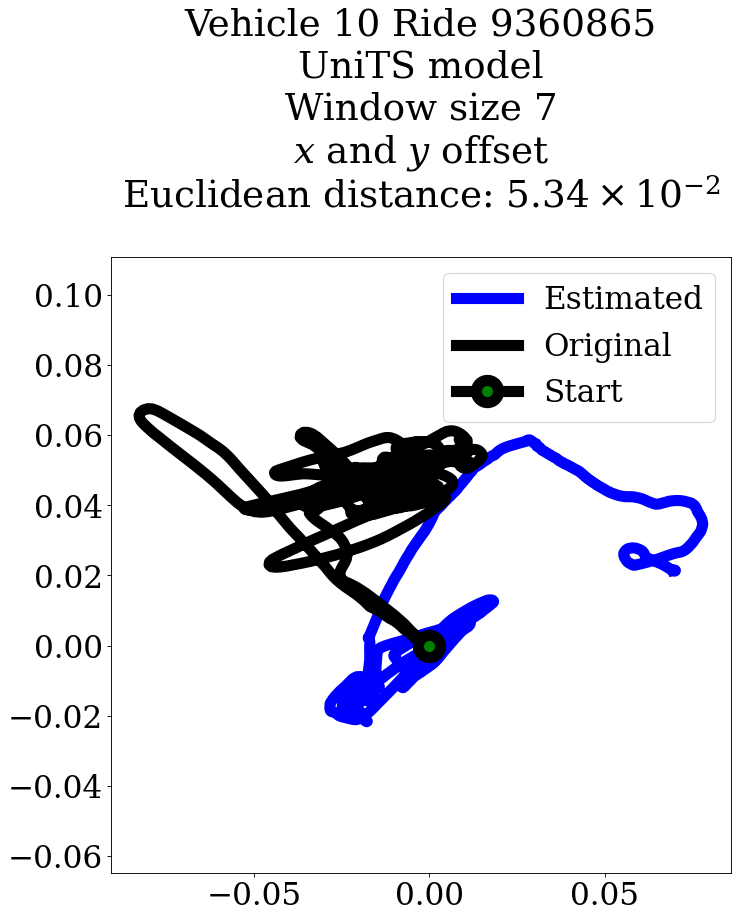 Vehicle 10 Ride 9360865
UniTS model
Window size 7
x and y offset
Euclidean distance: 5.34 × 10⁻²
Estimated
Original
Start
0.10
0.08
0.06
0.04
0.02
0.00
−0.02
−0.04
−0.06
−0.05
0.00
0.05